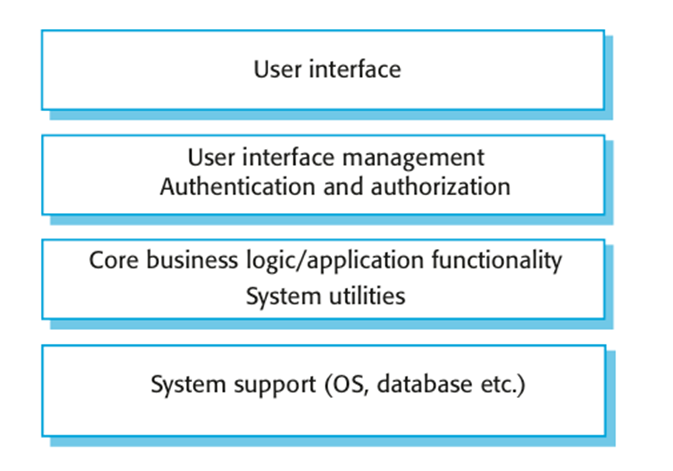 User interface
User interface management
Authentication and authorization
Core business logic/application functionality
System utilities
System support (OS, database etc.)